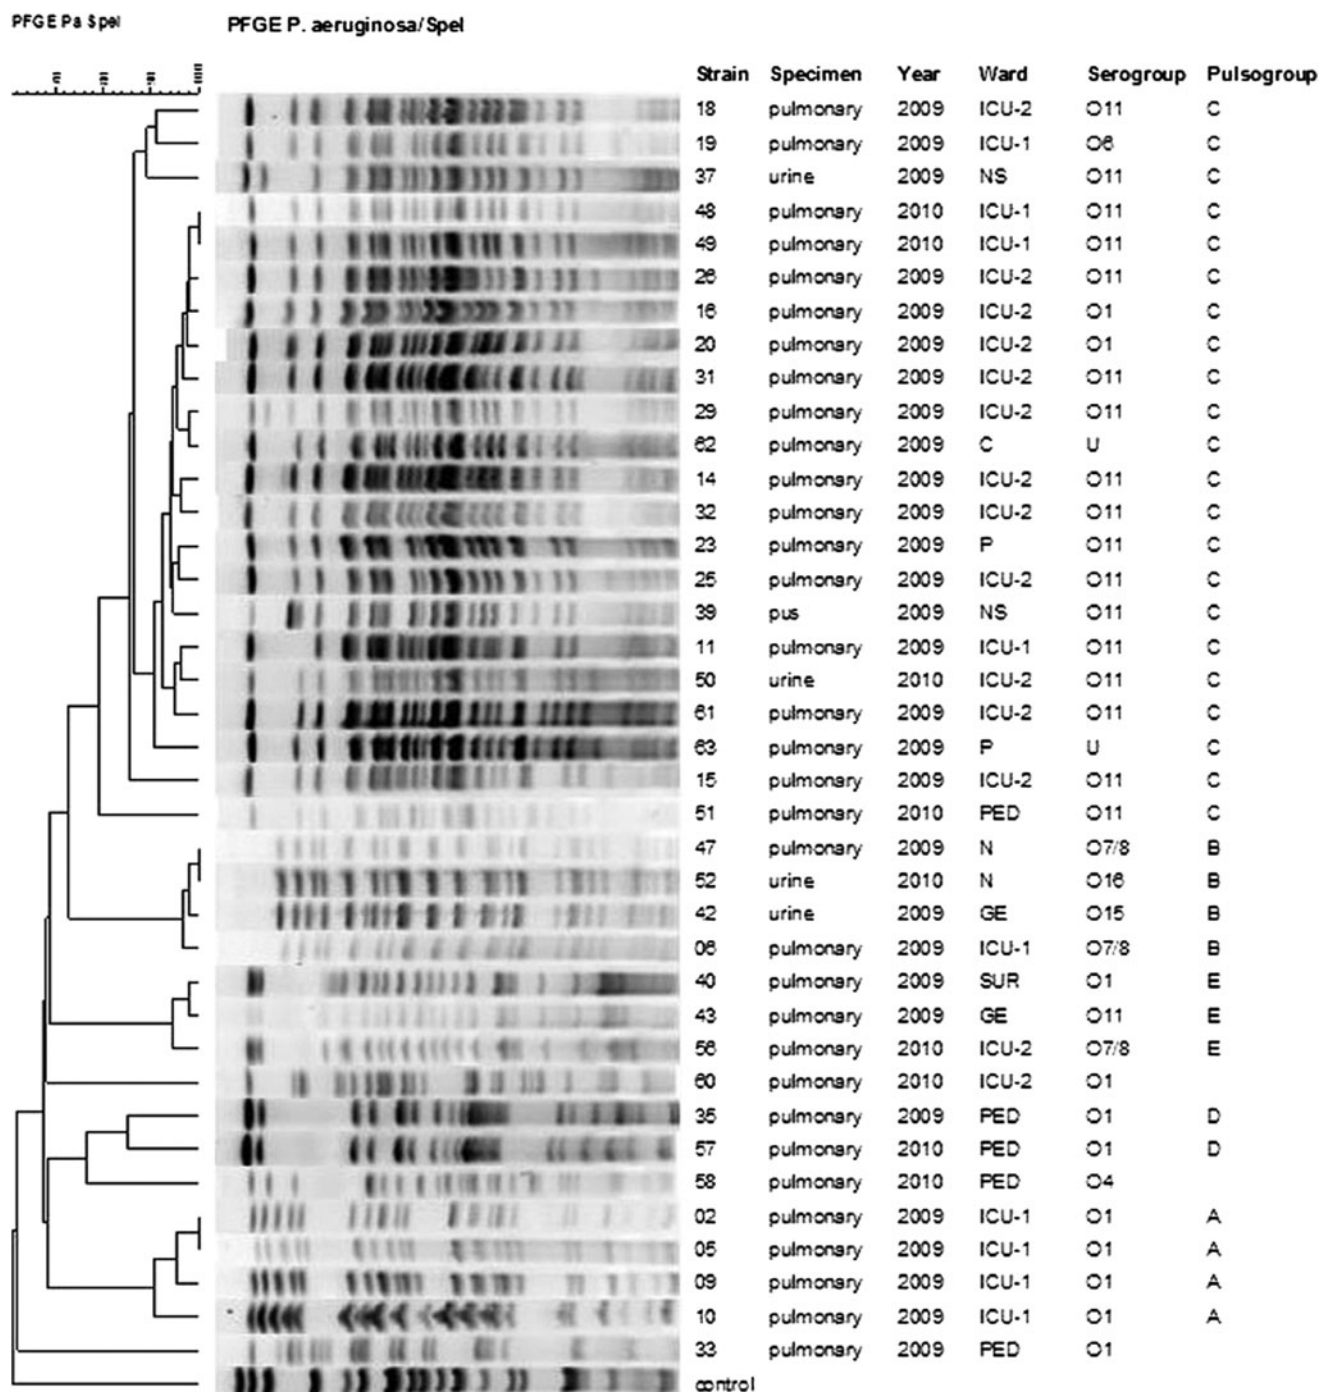 PFGE Pa SpeI
PFGE P. aeruginosa/SpeI
100
Strain Specimen Year Ward Serogroup Pulsogroup
18 pulmonary 2009 ICU-2 O11 C
19 pulmonary 2009 ICU-1 O6 C
37 urine 2009 NS O11 C
48 pulmonary 2010 ICU-1 O11 C
49 pulmonary 2010 ICU-1 O11 C
26 pulmonary 2009 ICU-2 O11 C
16 pulmonary 2009 ICU-2 O1 C
20 pulmonary 2009 ICU-2 O1 C
31 pulmonary 2009 ICU-2 O11 C
29 pulmonary 2009 ICU-2 O11 C
62 pulmonary 2009 C U C
14 pulmonary 2009 ICU-2 O11 C
32 pulmonary 2009 ICU-2 O11 C
23 pulmonary 2009 P O11 C
25 pulmonary 2009 ICU-2 O11 C
39 pus 2009 NS O11 C
11 pulmonary 2009 ICU-1 O11 C
50 urine 2010 ICU-2 O11 C
61 pulmonary 2009 ICU-2 O11 C
63 pulmonary 2009 P U C
15 pulmonary 2009 ICU-2 O11 C
51 pulmonary 2010 PED O11 C
47 pulmonary 2009 N O7/8 B
52 urine 2010 N O16 B
42 urine 2009 GE O15 B
06 pulmonary 2009 ICU-1 O7/8 B
40 pulmonary 2009 SUR O1 E
43 pulmonary 2009 GE O11 E
56 pulmonary 2010 ICU-2 O7/8 E
60 pulmonary 2010 ICU-2 O1
35 pulmonary 2009 PED O1 D
57 pulmonary 2010 PED O1 D
58 pulmonary 2010 PED O4
02 pulmonary 2009 ICU-1 O1 A
05 pulmonary 2009 ICU-1 O1 A
09 pulmonary 2009 ICU-1 O1 A
10 pulmonary 2009 ICU-1 O1 A
33 pulmonary 2009 PED O1
control